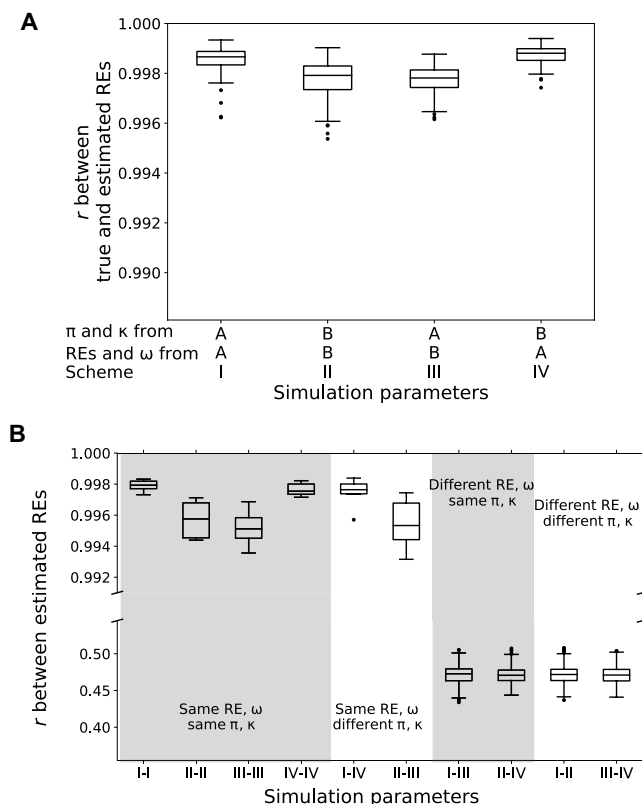 A
1.000
0.998
0.996
0.994
0.992
0.990
r between
true and estimated REs
π and κ from A B A B
REs and ω from A B B A
Scheme I II III IV
Simulation parameters
B
1.000
0.998
0.996
0.994
0.992
0.50
0.45
0.40
r between estimated REs
Different RE, ω
same π, κ
Different RE, ω
different π, κ
Same RE, ω
same π, κ
Same RE, ω
different π, κ
I-I II-II III-III IV-IV I-IV II-III I-III II-IV I-II III-IV
Simulation parameters